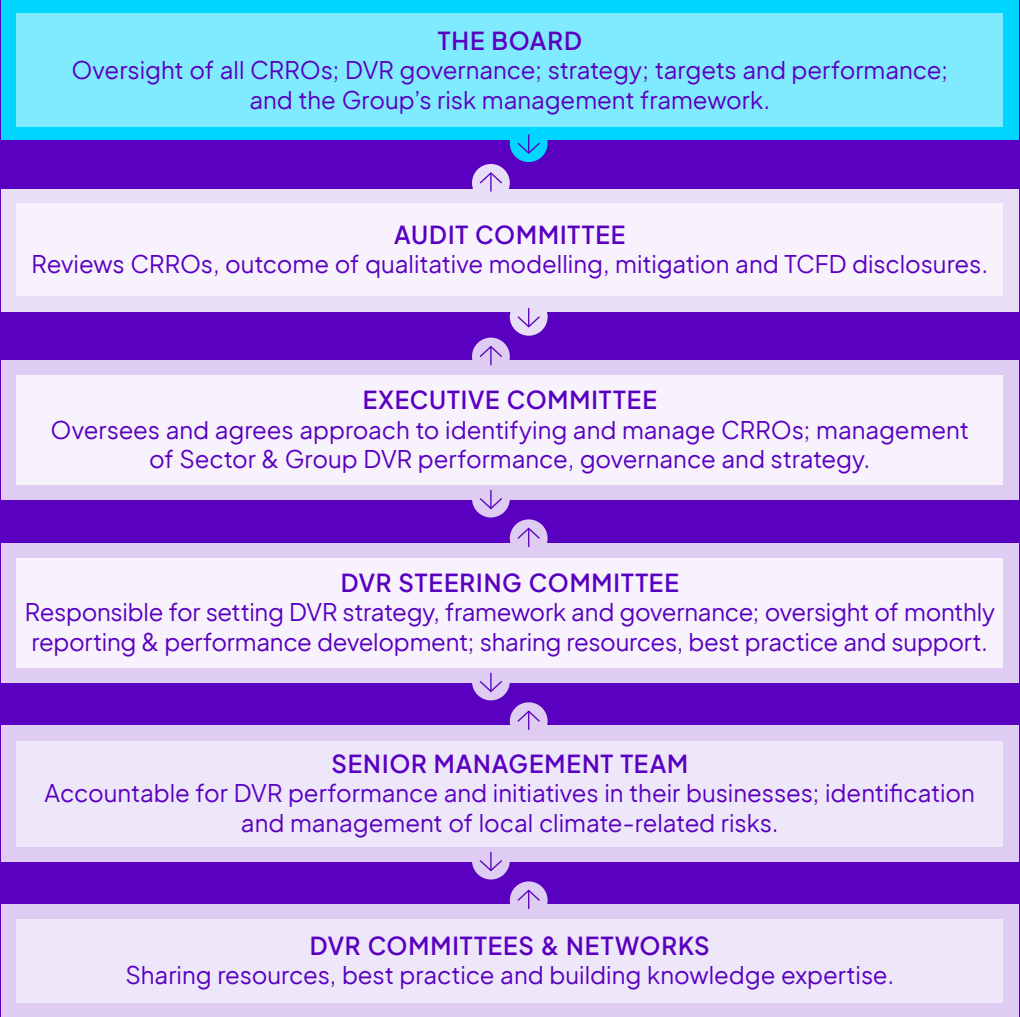 THE BOARD
Oversight of all CRROs; DVR governance; strategy; targets and performance;
and the Group’s risk management framework.
AUDIT COMMITTEE
Reviews CRROs, outcome of qualitative modelling, mitigation and TCFD disclosures.
EXECUTIVE COMMITTEE
Oversees and agrees approach to identifying and manage CRROs; management
of Sector & Group DVR performance, governance and strategy.
DVR STEERING COMMITTEE
Responsible for setting DVR strategy, framework and governance; oversight of monthly
reporting & performance development; sharing resources, best practice and support.
SENIOR MANAGEMENT TEAM
Accountable for DVR performance and initiatives in their businesses; identification
and management of local climate-related risks.
DVR COMMITTEES & NETWORKS
Sharing resources, best practice and building knowledge expertise.